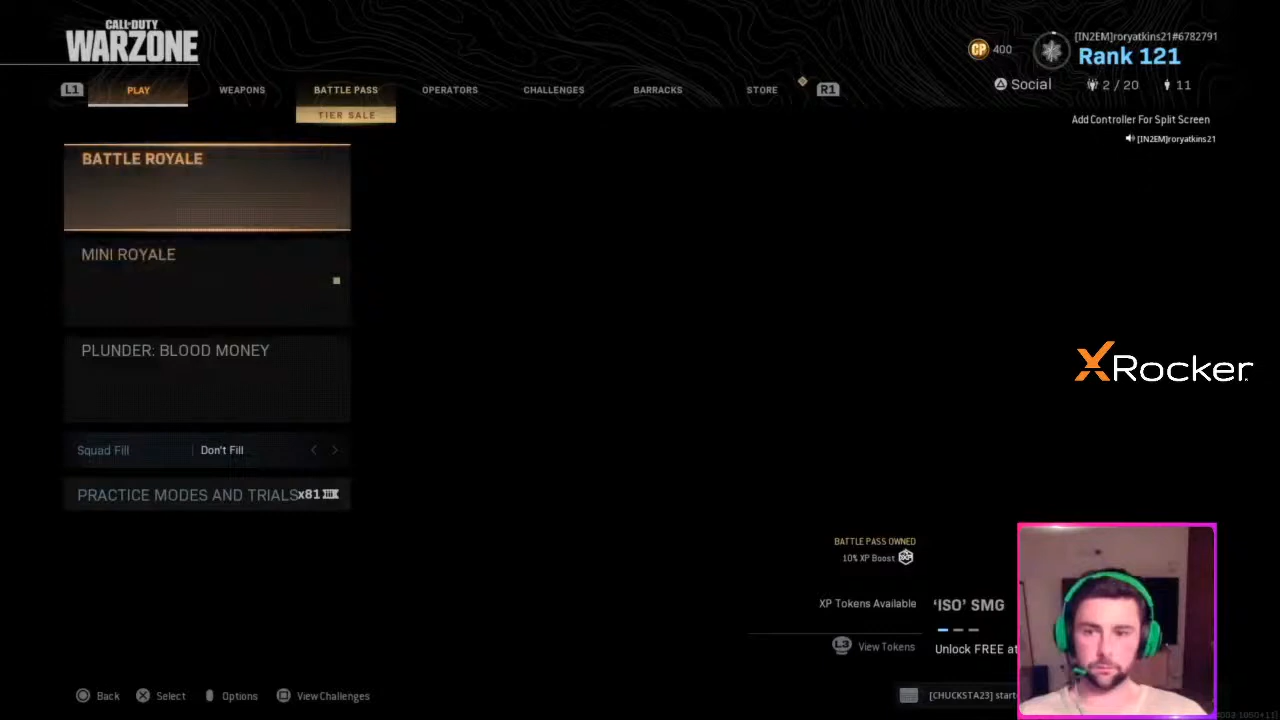 CALL OF DUTY
WARZONE
CP 400
[IN2EM]roryatkins21#6782791
Rank 121
Social
2 / 20
11
L1
PLAY
WEAPONS
BATTLE PASS
OPERATORS
CHALLENGES
BARRACKS
STORE
R1
TIER SALE
Add Controller For Split Screen
[IN2EM]roryatkins21
BATTLE ROYALE
MINI ROYALE
PLUNDER: BLOOD MONEY
Squad Fill
Don't Fill
PRACTICE MODES AND TRIALS
x81
XRocker
BATTLE PASS OWNED
10% XP Boost
XP Tokens Available
L3 View Tokens
'ISO' SMG
Unlock FREE at
Back
Select
Options
View Challenges
[CHUCKSTA23] start